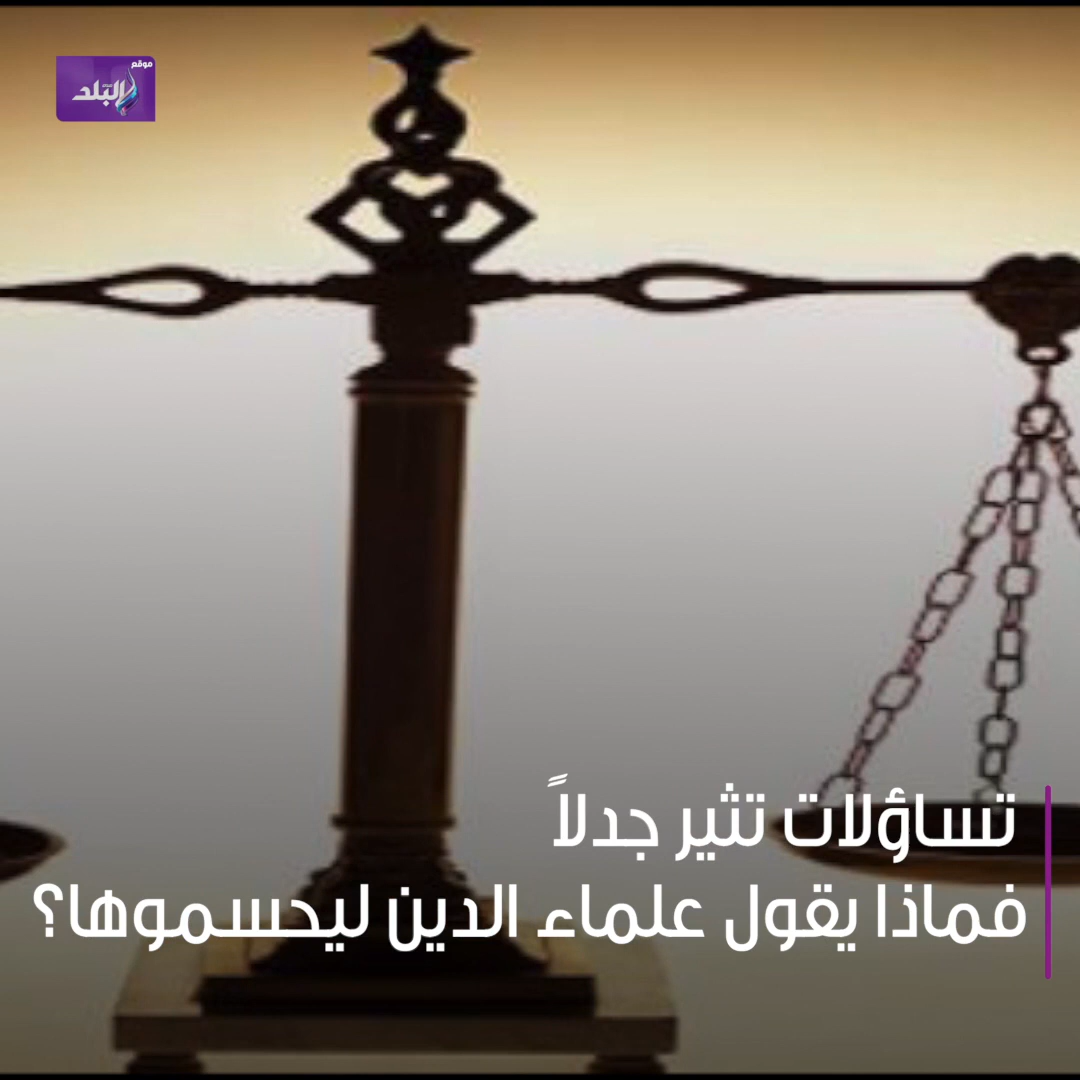 موقع
البلد
تساؤلات تثير جدلاً
فماذا يقول علماء الدين ليحسموها؟